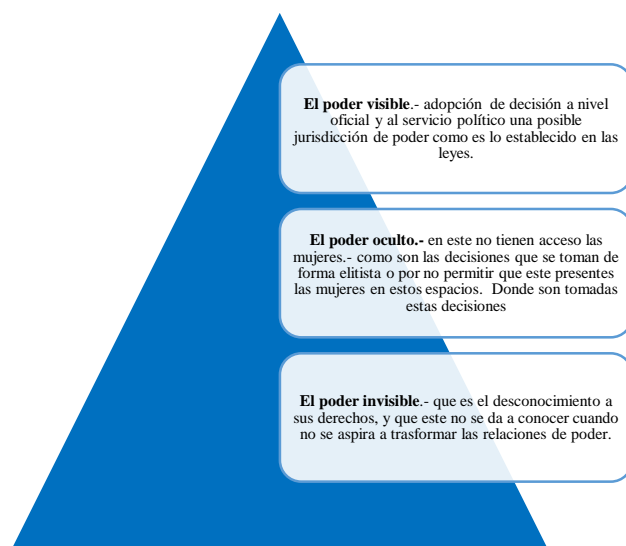 El poder visible.- adopción de decisión a nivel
oficial y al servicio político una posible
jurisdicción de poder como es lo establecido en las
leyes.
El poder oculto.- en este no tienen acceso las
mujeres.- como son las decisiones que se toman de
forma elitista o por no permitir que este presentes
las mujeres en estos espacios. Donde son tomadas
estas decisiones
El poder invisible.- que es el desconocimiento a
sus derechos, y que este no se da a conocer cuando
no se aspira a trasformar las relaciones de poder.